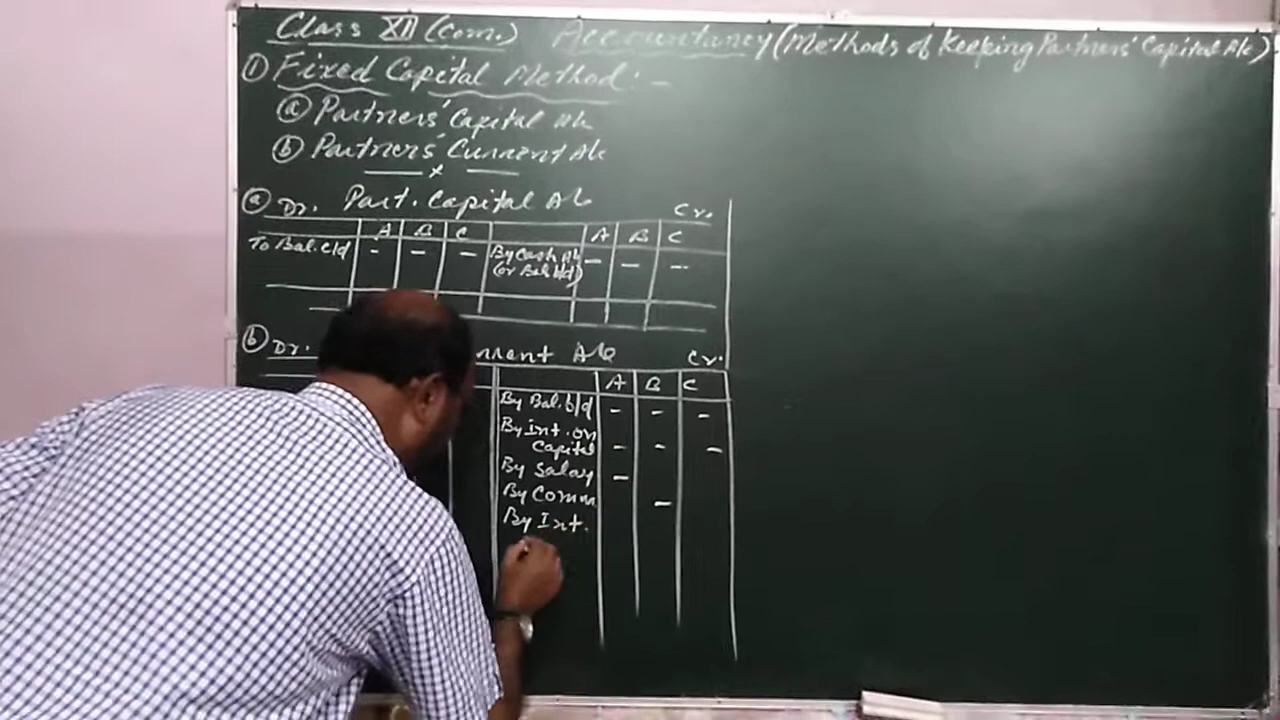 Class XII (Com.) Accountancy (Methods of Keeping Partners' Capital A/c)
① Fixed Capital Method :-
ⓐ Partners' Capital A/c
ⓑ Partners' Current A/c
x
ⓐ Dr. Part. Capital A/c Cr.
A B C A B C
To Bal. c/d - - - By Cash A/c - - -
(or Bal. b/d)
ⓑ Dr. rrent A/c Cr.
A B C
By Bal. b/d - - -
By Int. on
Capital - - -
By Salary -
By Comm -
By Int.